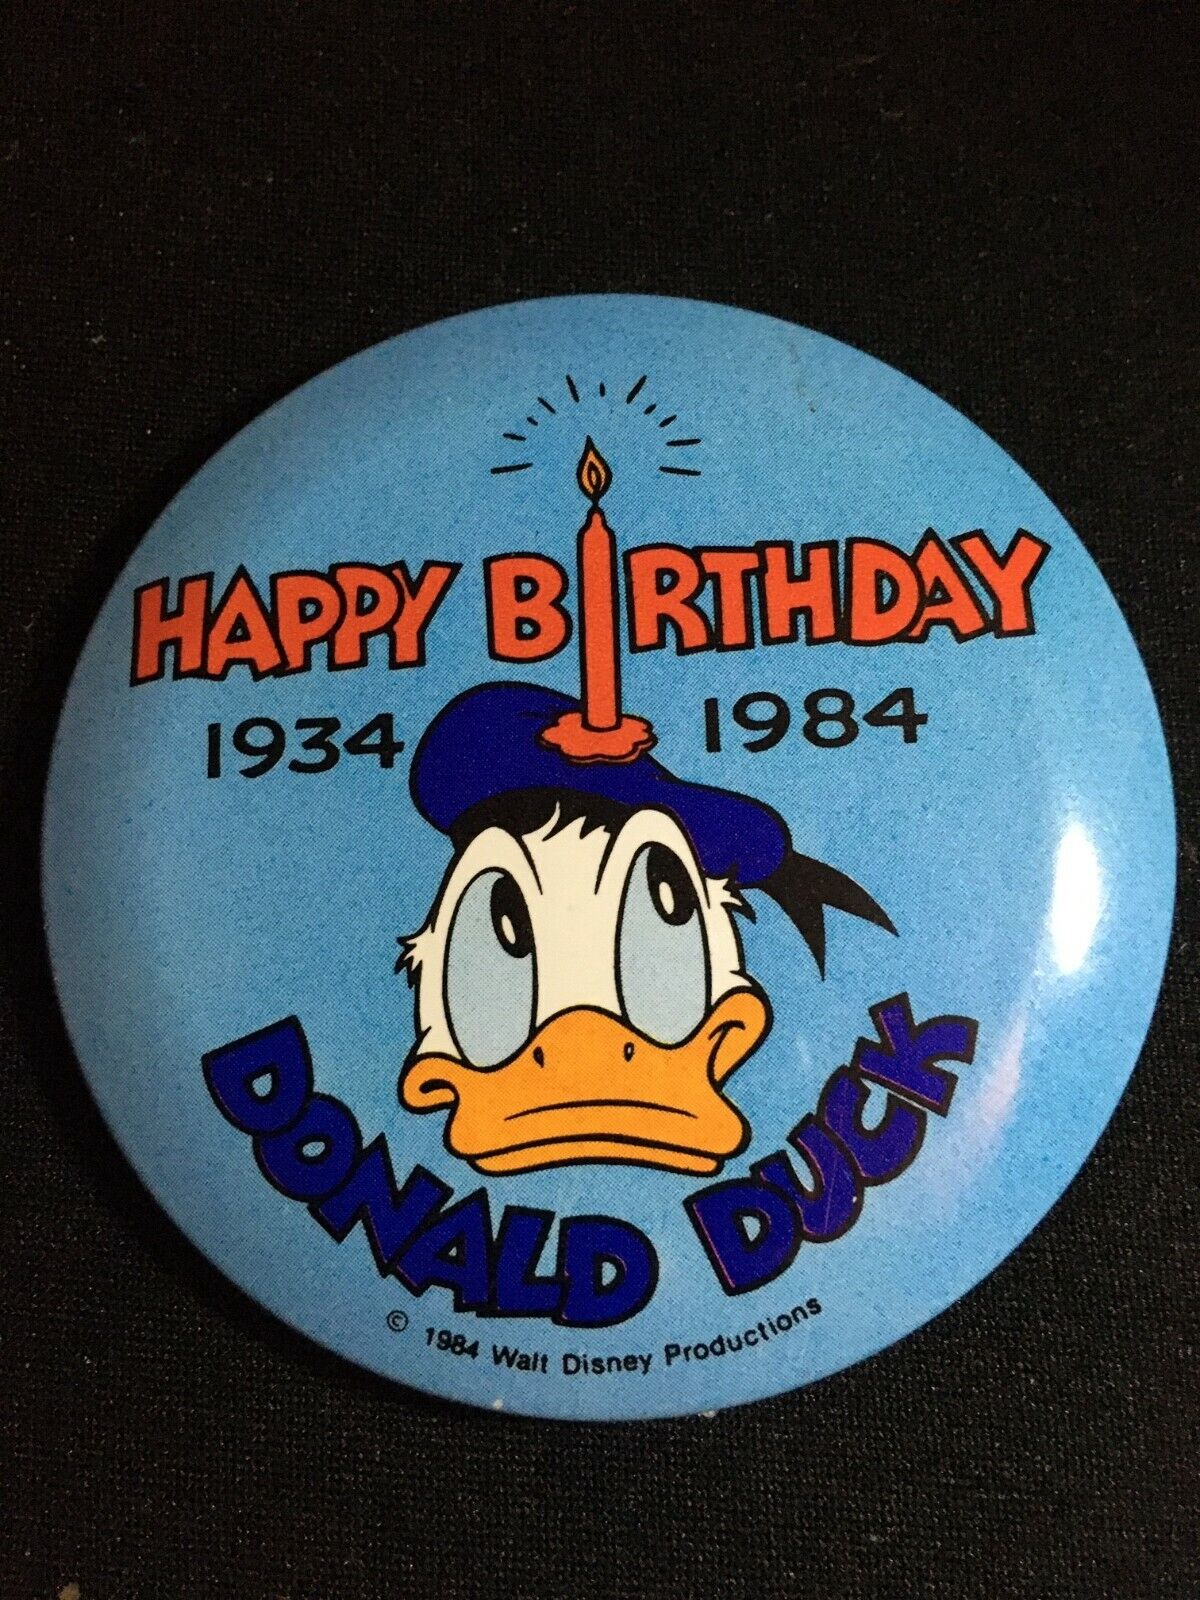 HAPPY BIRTHDAY
1934 1984
DONALD DUCK
© 1984 Walt Disney Productions